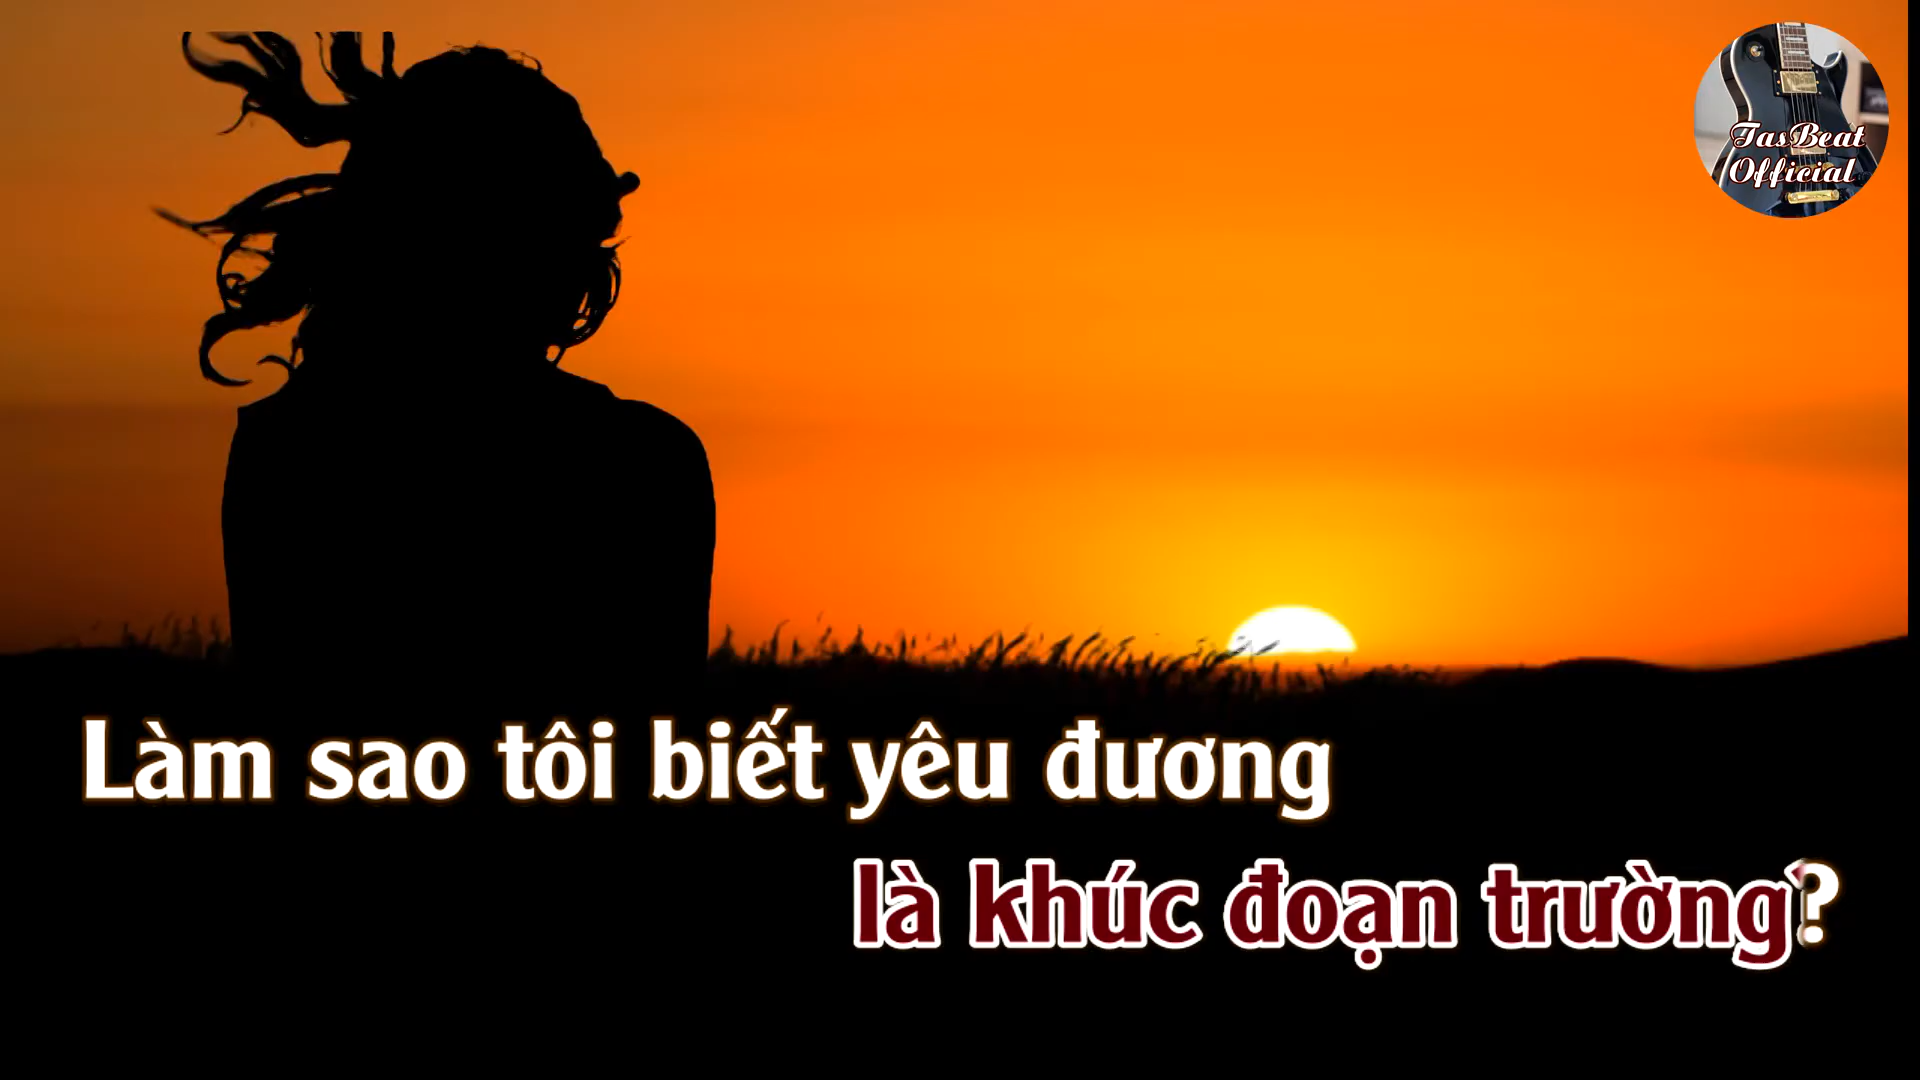 TasBeat
Official
Làm sao tôi biết yêu đương
là khúc đoạn trường?